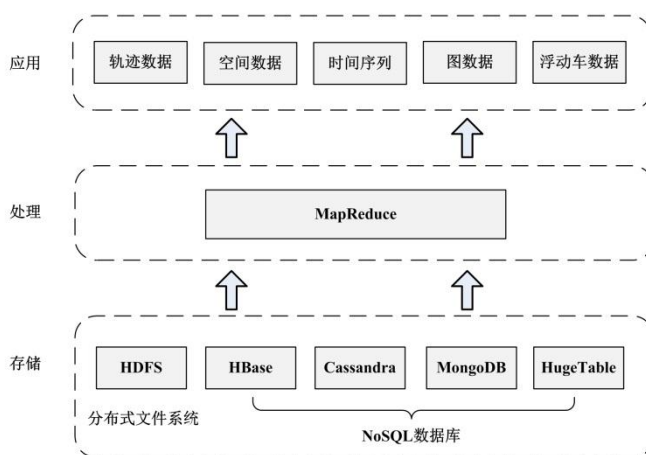 应用
轨迹数据 空间数据 时间序列 图数据 浮动车数据
处理
MapReduce
存储
HDFS HBase Cassandra MongoDB HugeTable
分布式文件系统
NoSQL数据库